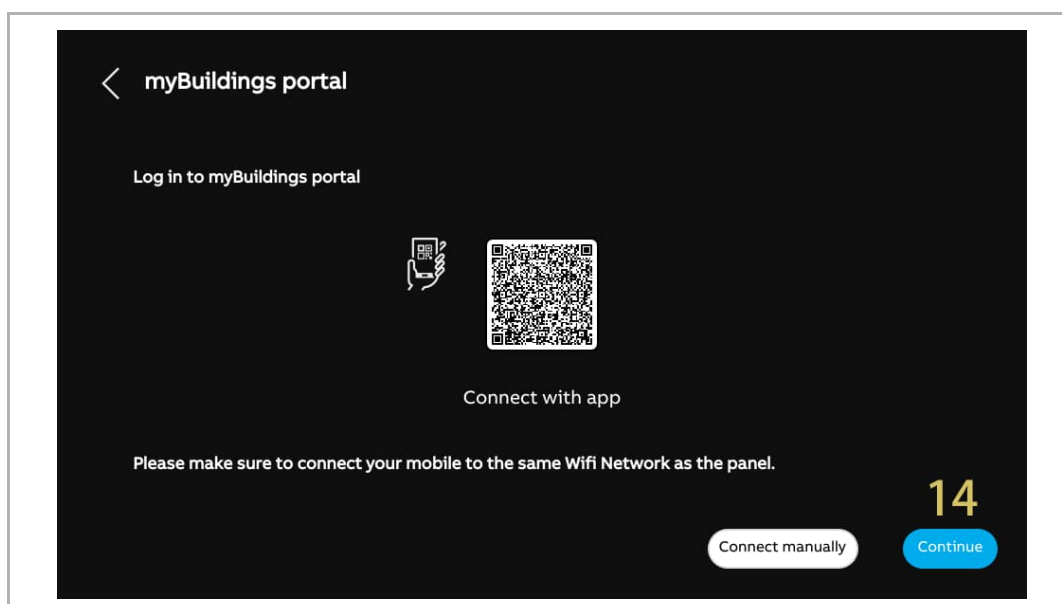 myBuildings portal
Log in to myBuildings portal
Connect with app
Please make sure to connect your mobile to the same Wifi Network as the panel.
14
Connect manually
Continue